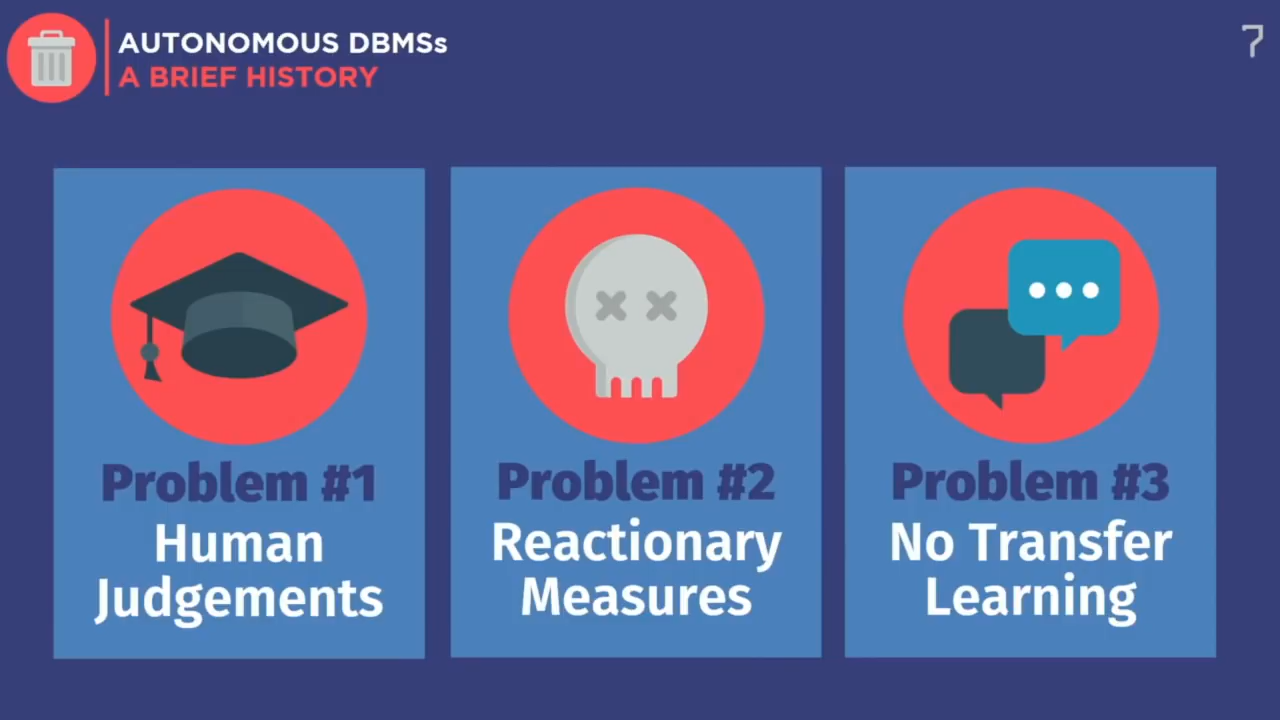 AUTONOMOUS DBMSs
A BRIEF HISTORY
7
Problem #1
Human
Judgements
Problem #2
Reactionary
Measures
Problem #3
No Transfer
Learning